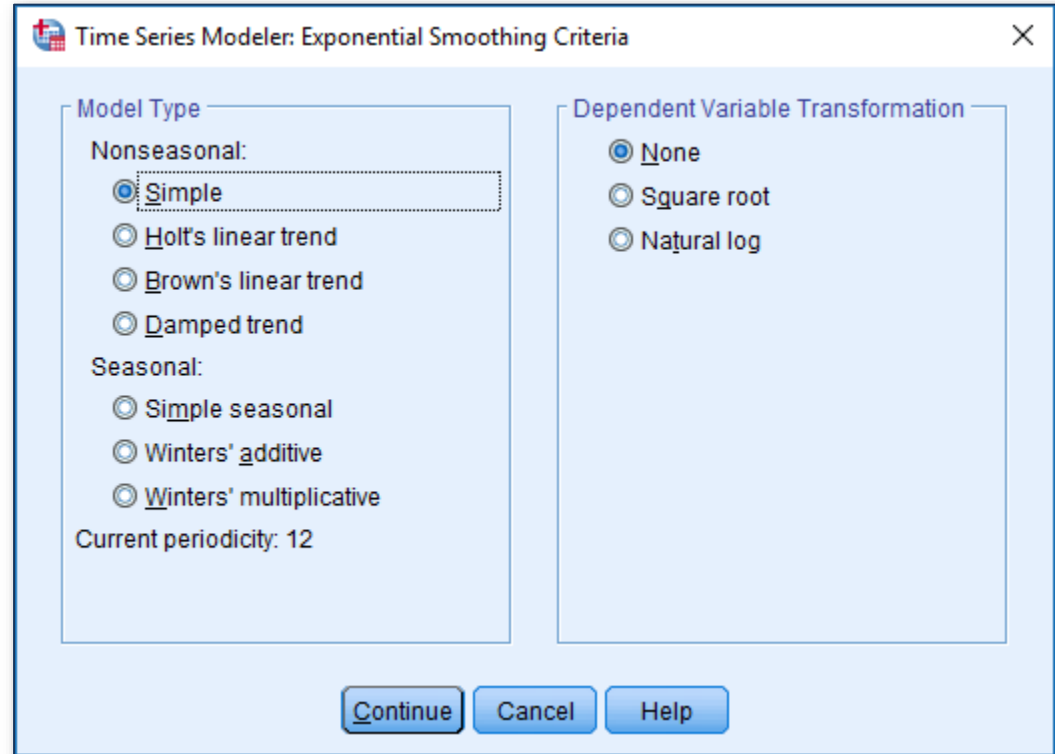 Time Series Modeler: Exponential Smoothing Criteria
Model Type
Nonseasonal:
Simple
Holt's linear trend
Brown's linear trend
Damped trend
Seasonal:
Simple seasonal
Winters' additive
Winters' multiplicative
Current periodicity: 12
Dependent Variable Transformation
None
Square root
Natural log
Continue
Cancel
Help